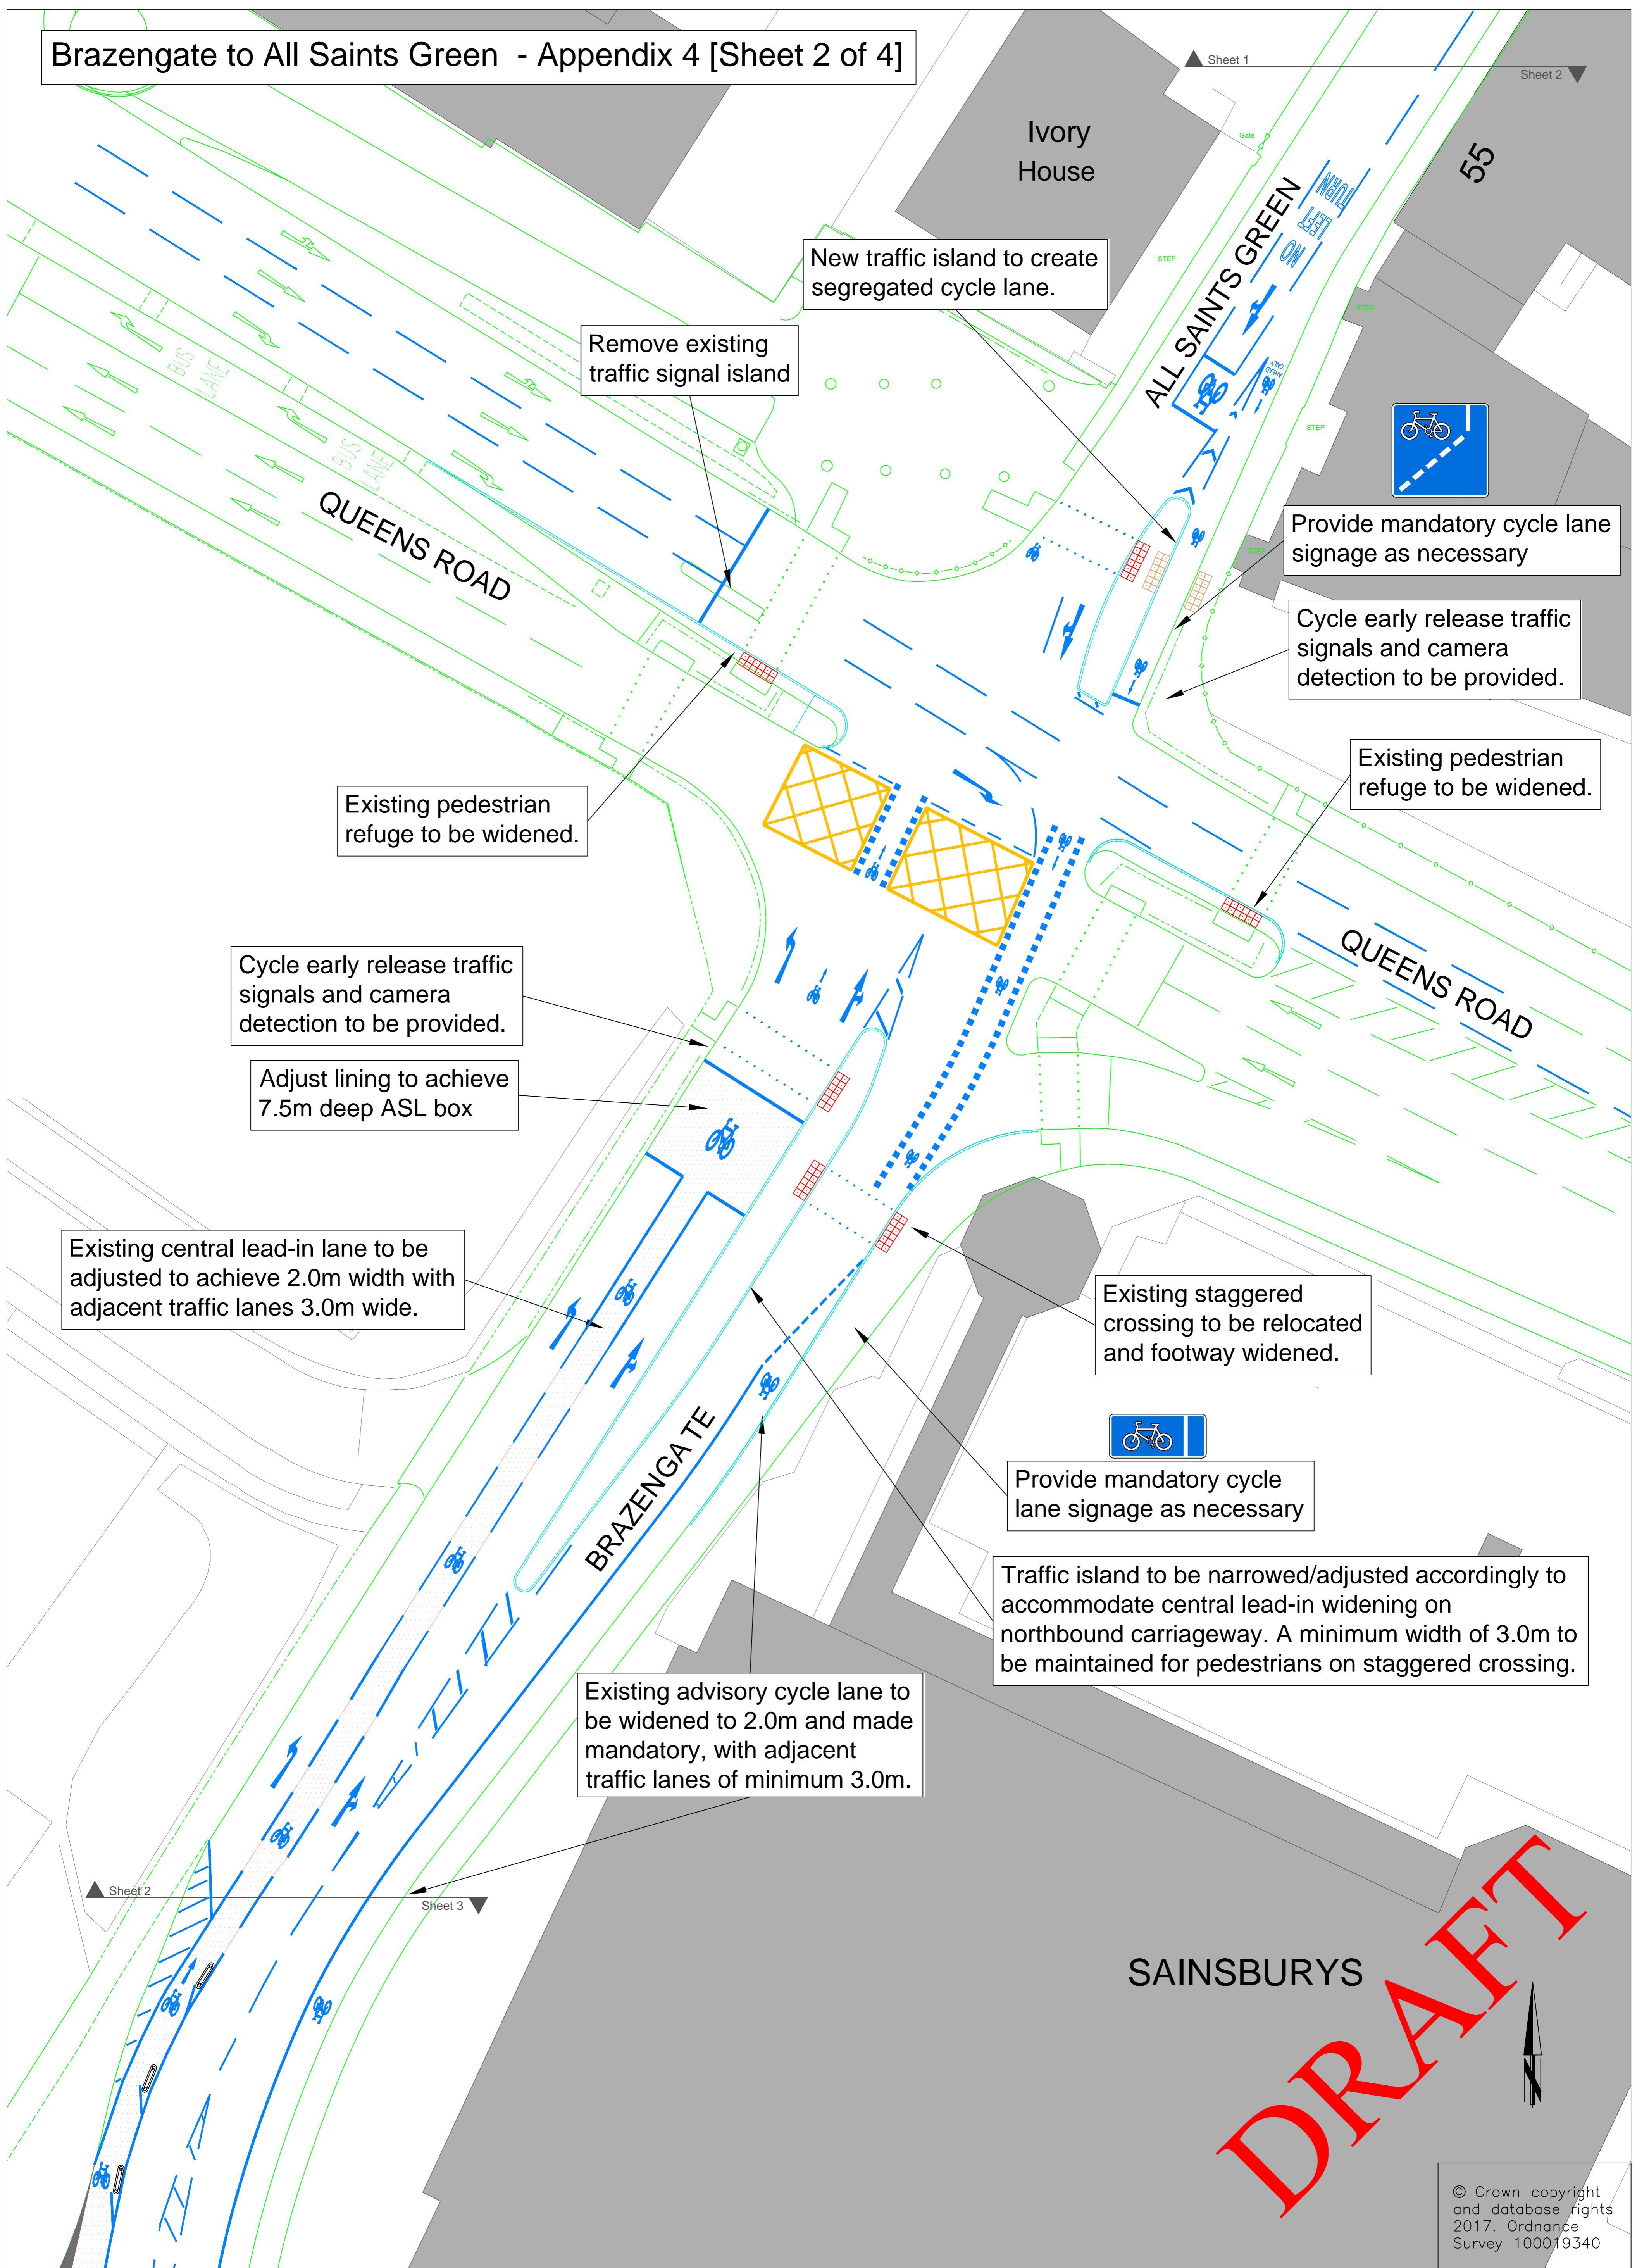 Brazengate to All Saints Green - Appendix 4 [Sheet 2 of 4]
Sheet 1
Sheet 2
Ivory
House
Gate
55
TURN
LEFT
NO
ALL SAINTS GREEN
STEP
STEP
New traffic island to create
segregated cycle lane.
Remove existing
traffic signal island
AHEAD
ONLY
STEP
BUS
LANE
BUS
LANE
QUEENS ROAD
Provide mandatory cycle lane
signage as necessary
STEP
Cycle early release traffic
signals and camera
detection to be provided.
Existing pedestrian
refuge to be widened.
Existing pedestrian
refuge to be widened.
QUEENS ROAD
Cycle early release traffic
signals and camera
detection to be provided.
Adjust lining to achieve
7.5m deep ASL box
Existing central lead-in lane to be
adjusted to achieve 2.0m width with
adjacent traffic lanes 3.0m wide.
Existing staggered
crossing to be relocated
and footway widened.
BRAZENGATE
Provide mandatory cycle
lane signage as necessary
Traffic island to be narrowed/adjusted accordingly to
accommodate central lead-in widening on
northbound carriageway. A minimum width of 3.0m to
be maintained for pedestrians on staggered crossing.
Existing advisory cycle lane to
be widened to 2.0m and made
mandatory, with adjacent
traffic lanes of minimum 3.0m.
Sheet 2
Sheet 3
SAINSBURYS
DRAFT
N
© Crown copyright
and database rights
2017. Ordnance
Survey 100019340